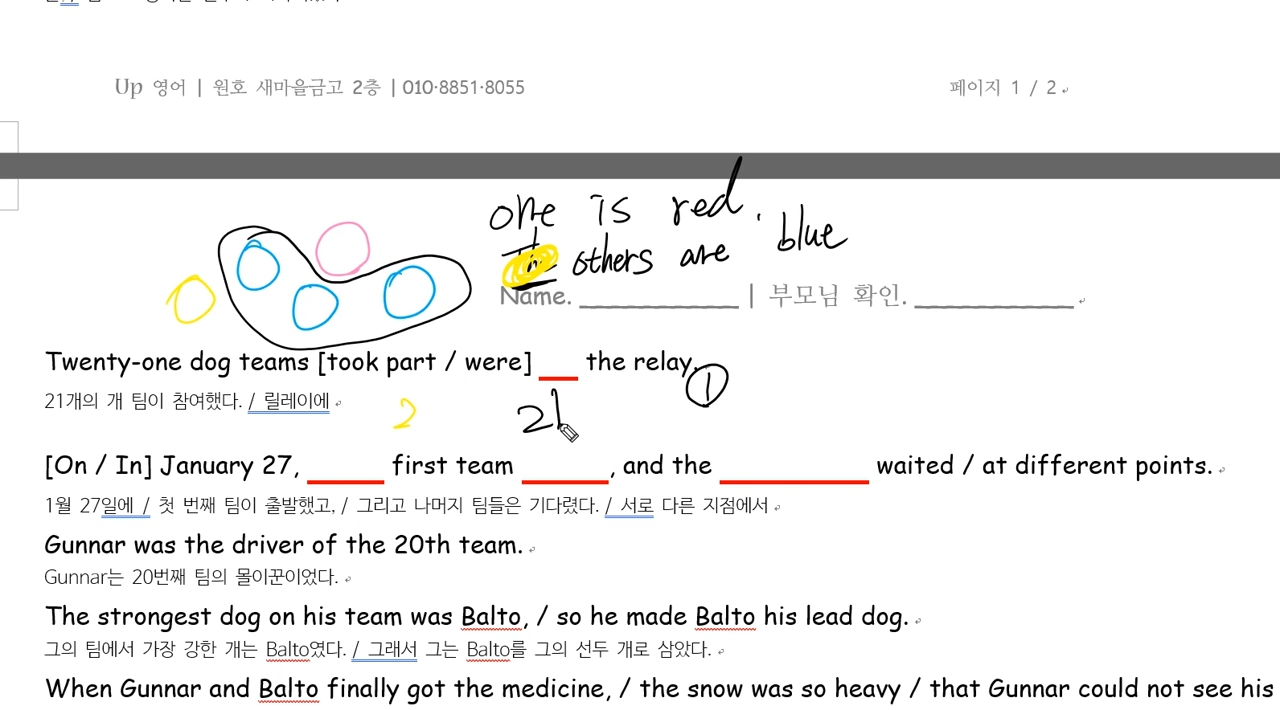 Up 영어 | 원호 새마을금고 2층 | 010·8851·8055
페이지 1 / 2
one is red.
others are blue
Name. ____________ | 부모님 확인. ____________
Twenty-one dog teams [took part / were] ___ the relay.
①
21개의 개 팀이 참여했다. / 릴레이에
2
21
[On / In] January 27, ______ first team ______, and the ___________ waited / at different points.
1월 27일에 / 첫 번째 팀이 출발했고, / 그리고 나머지 팀들은 기다렸다. / 서로 다른 지점에서
Gunnar was the driver of the 20th team.
Gunnar는 20번째 팀의 몰이꾼이었다.
The strongest dog on his team was Balto, / so he made Balto his lead dog.
그의 팀에서 가장 강한 개는 Balto였다. / 그래서 그는 Balto를 그의 선두 개로 삼았다.
When Gunnar and Balto finally got the medicine, / the snow was so heavy / that Gunnar could not see his